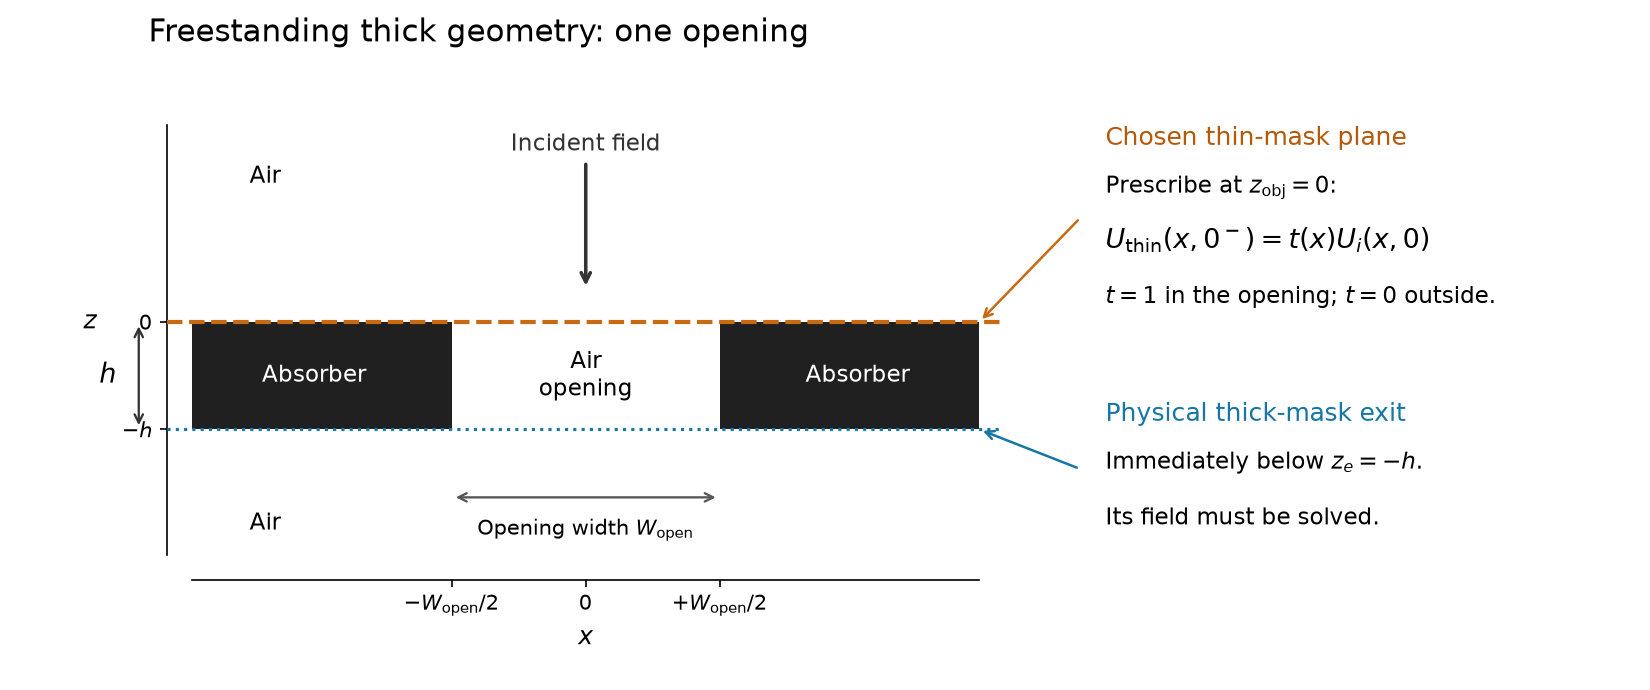 Freestanding thick geometry: one opening
Incident field
Air
Chosen thin-mask plane
Prescribe at z_obj = 0:
U_thin(x, 0⁻) = t(x)U_i(x, 0)
t = 1 in the opening; t = 0 outside.
z
0
h
−h
Absorber
Air
opening
Absorber
Physical thick-mask exit
Immediately below z_e = −h.
Its field must be solved.
Air
Opening width W_open
−W_open/2
0
+W_open/2
x